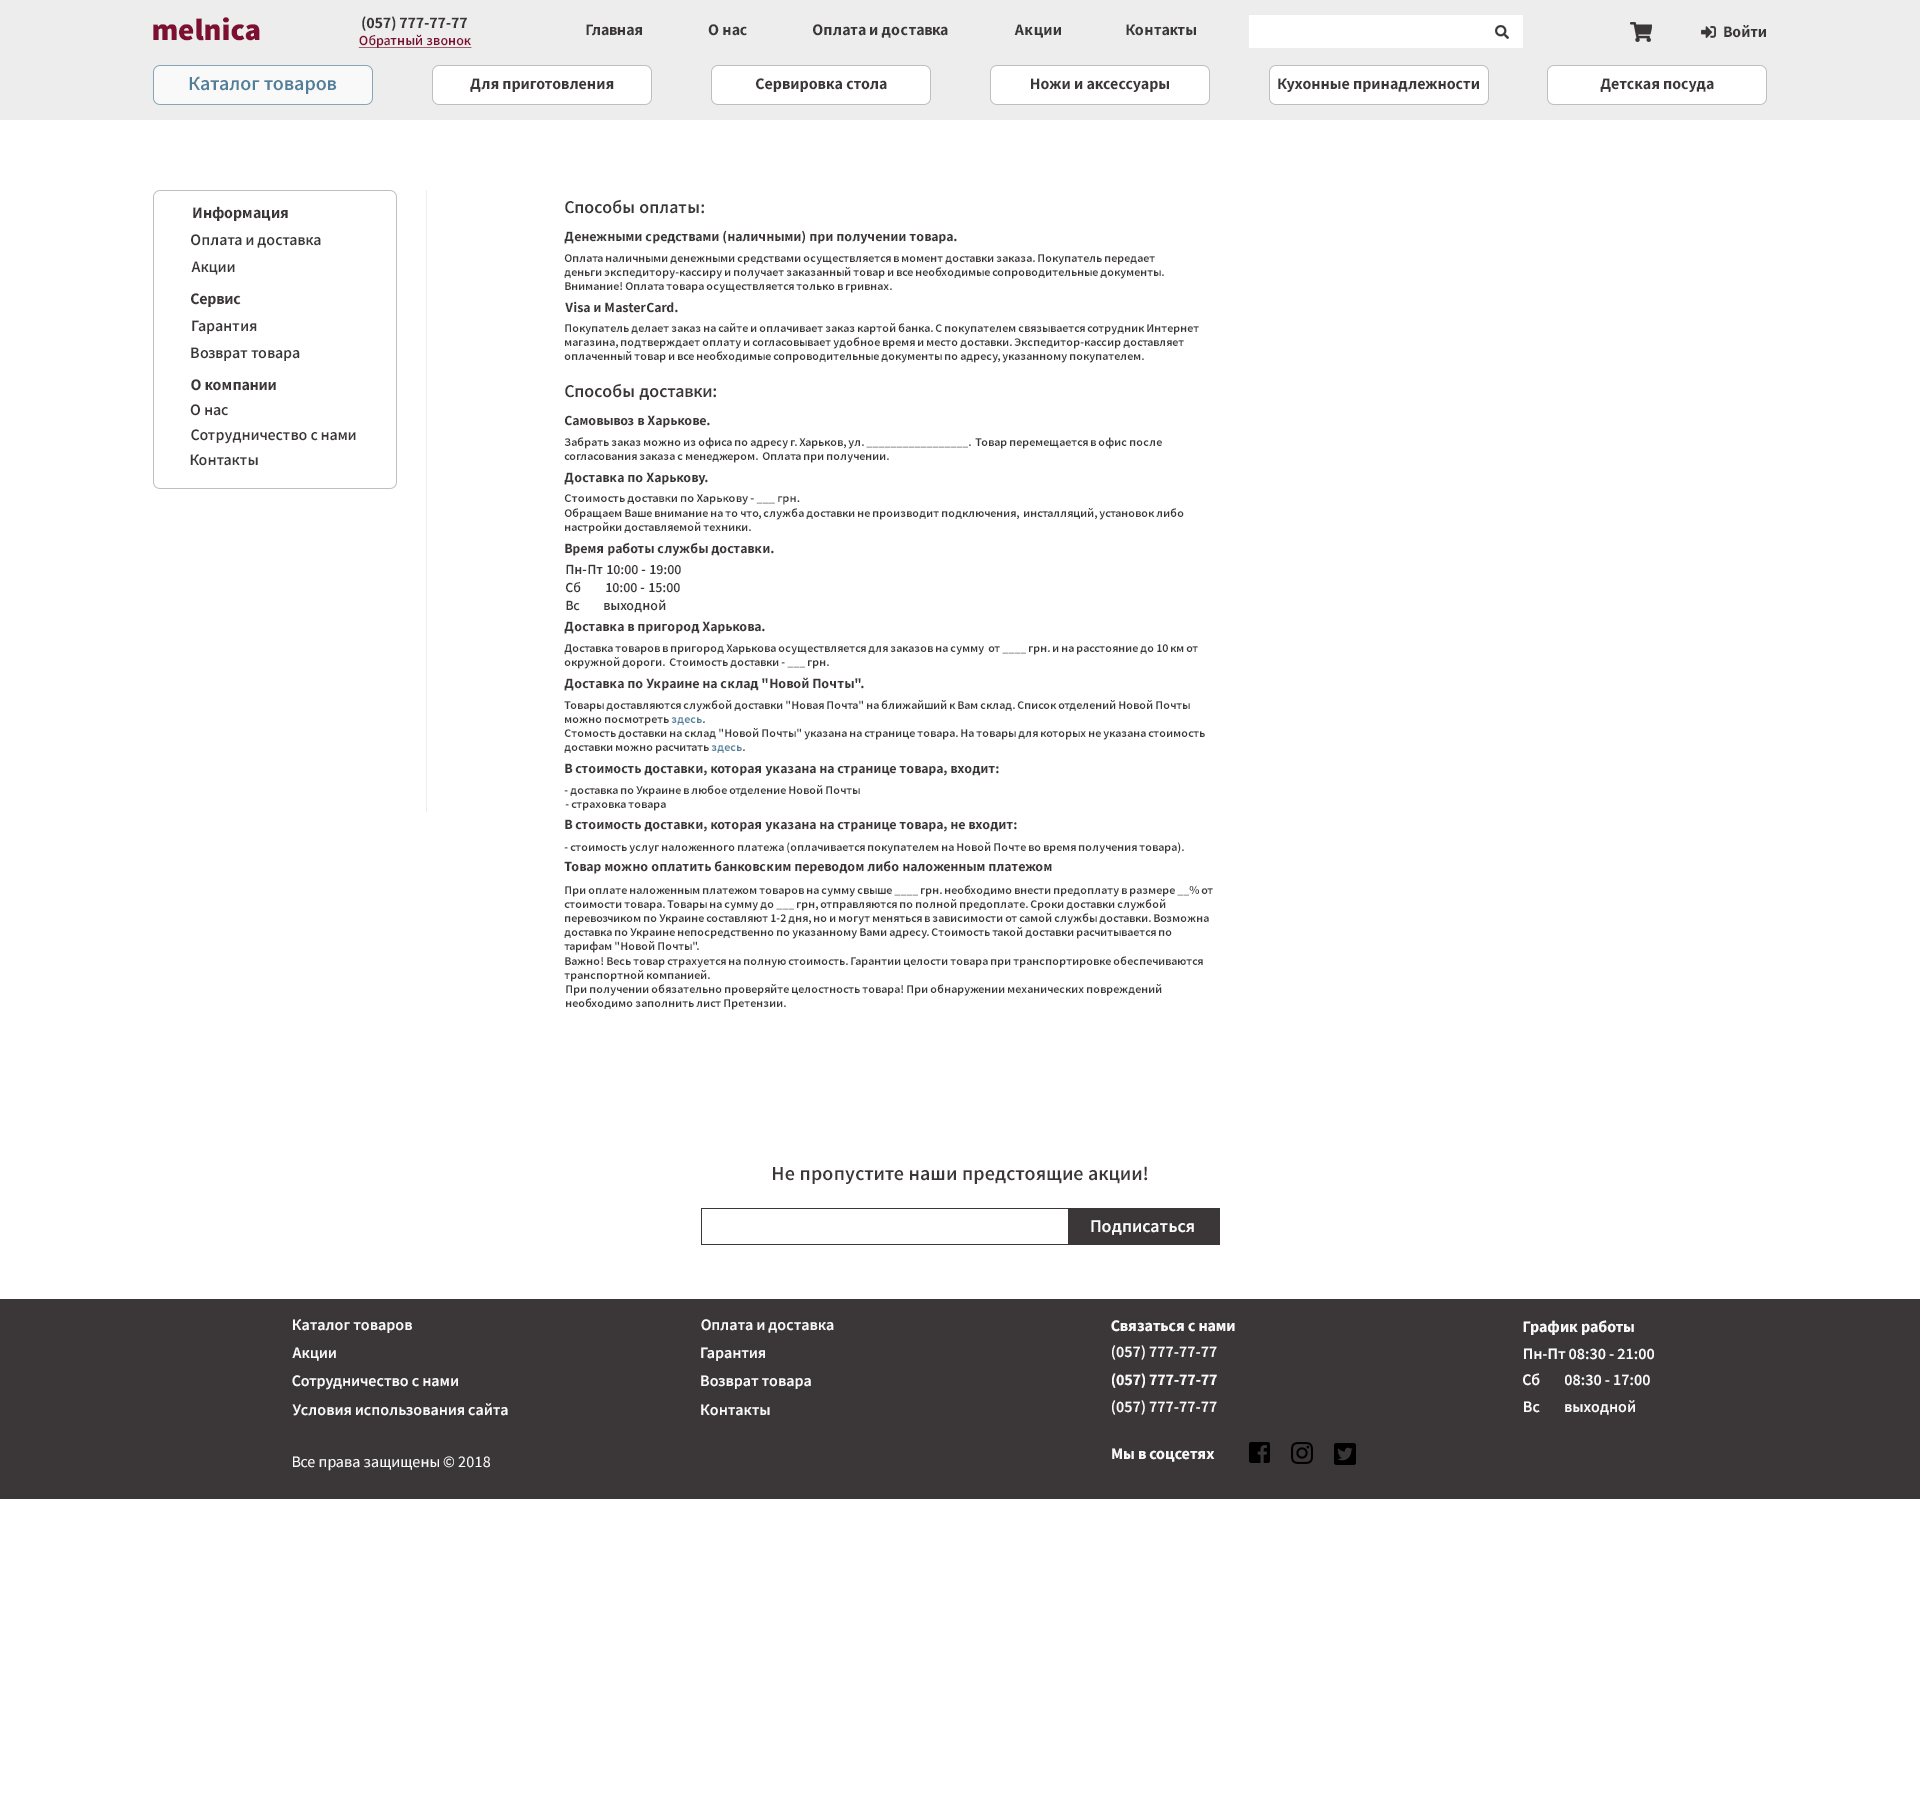 melnica
(057) 777-77-77
Обратный звонок
Главная
О нас
Оплата и доставка
Акции
Контакты
Войти
Каталог товаров
Для приготовления
Сервировка стола
Ножи и аксессуары
Кухонные принадлежности
Детская посуда
Информация
Оплата и доставка
Акции
Сервис
Гарантия
Возврат товара
О компании
О нас
Сотрудничество с нами
Контакты
Способы оплаты:
Денежными средствами (наличными) при получении товара.
Оплата наличными денежными средствами осуществляется в момент доставки заказа. Покупатель передает
деньги экспедитору-кассиру и получает заказанный товар и все необходимые сопроводительные документы.
Внимание! Оплата товара осуществляется только в гривнах.
Visa и MasterCard.
Покупатель делает заказ на сайте и оплачивает заказ картой банка. С покупателем связывается сотрудник Интернет
магазина, подтверждает оплату и согласовывает удобное время и место доставки. Экспедитор-кассир доставляет
оплаченный товар и все необходимые сопроводительные документы по адресу, указанному покупателем.
Способы доставки:
Самовывоз в Харькове.
Забрать заказ можно из офиса по адресу г. Харьков, ул. _________________. Товар перемещается в офис после
согласования заказа с менеджером. Оплата при получении.
Доставка по Харькову.
Стоимость доставки по Харькову - ___ грн.
Обращаем Ваше внимание на то что, служба доставки не производит подключения, инсталляций, установок либо
настройки доставляемой техники.
Время работы службы доставки.
Пн-Пт 10:00 - 19:00
Сб 10:00 - 15:00
Вс выходной
Доставка в пригород Харькова.
Доставка товаров в пригород Харькова осуществляется для заказов на сумму от ____ грн. и на расстояние до 10 км от
окружной дороги. Стоимость доставки - ___ грн.
Доставка по Украине на склад "Новой Почты".
Товары доставляются службой доставки "Новая Почта" на ближайший к Вам склад. Список отделений Новой Почты
можно посмотреть здесь.
Стомость доставки на склад "Новой Почты" указана на странице товара. На товары для которых не указана стоимость
доставки можно расчитать здесь.
В стоимость доставки, которая указана на странице товара, входит:
- доставка по Украине в любое отделение Новой Почты
- страховка товара
В стоимость доставки, которая указана на странице товара, не входит:
- стоимость услуг наложенного платежа (оплачивается покупателем на Новой Почте во время получения товара).
Товар можно оплатить банковским переводом либо наложенным платежом
При оплате наложенным платежом товаров на сумму свыше ____ грн. необходимо внести предоплату в размере __% от
стоимости товара. Товары на сумму до ___ грн, отправляются по полной предоплате. Сроки доставки службой
перевозчиком по Украине составляют 1-2 дня, но и могут меняться в зависимости от самой службы доставки. Возможна
доставка по Украине непосредственно по указанному Вами адресу. Стоимость такой доставки расчитывается по
тарифам "Новой Почты".
Важно! Весь товар страхуется на полную стоимость. Гарантии целости товара при транспортировке обеспечиваются
транспортной компанией.
При получении обязательно проверяйте целостность товара! При обнаружении механических повреждений
необходимо заполнить лист Претензии.
Не пропустите наши предстоящие акции!
Подписаться
Каталог товаров
Акции
Сотрудничество с нами
Условия использования сайта
Все права защищены © 2018
Оплата и доставка
Гарантия
Возврат товара
Контакты
Связаться с нами
(057) 777-77-77
(057) 777-77-77
(057) 777-77-77
Мы в соцсетях
График работы
Пн-Пт 08:30 - 21:00
Сб 08:30 - 17:00
Вс выходной